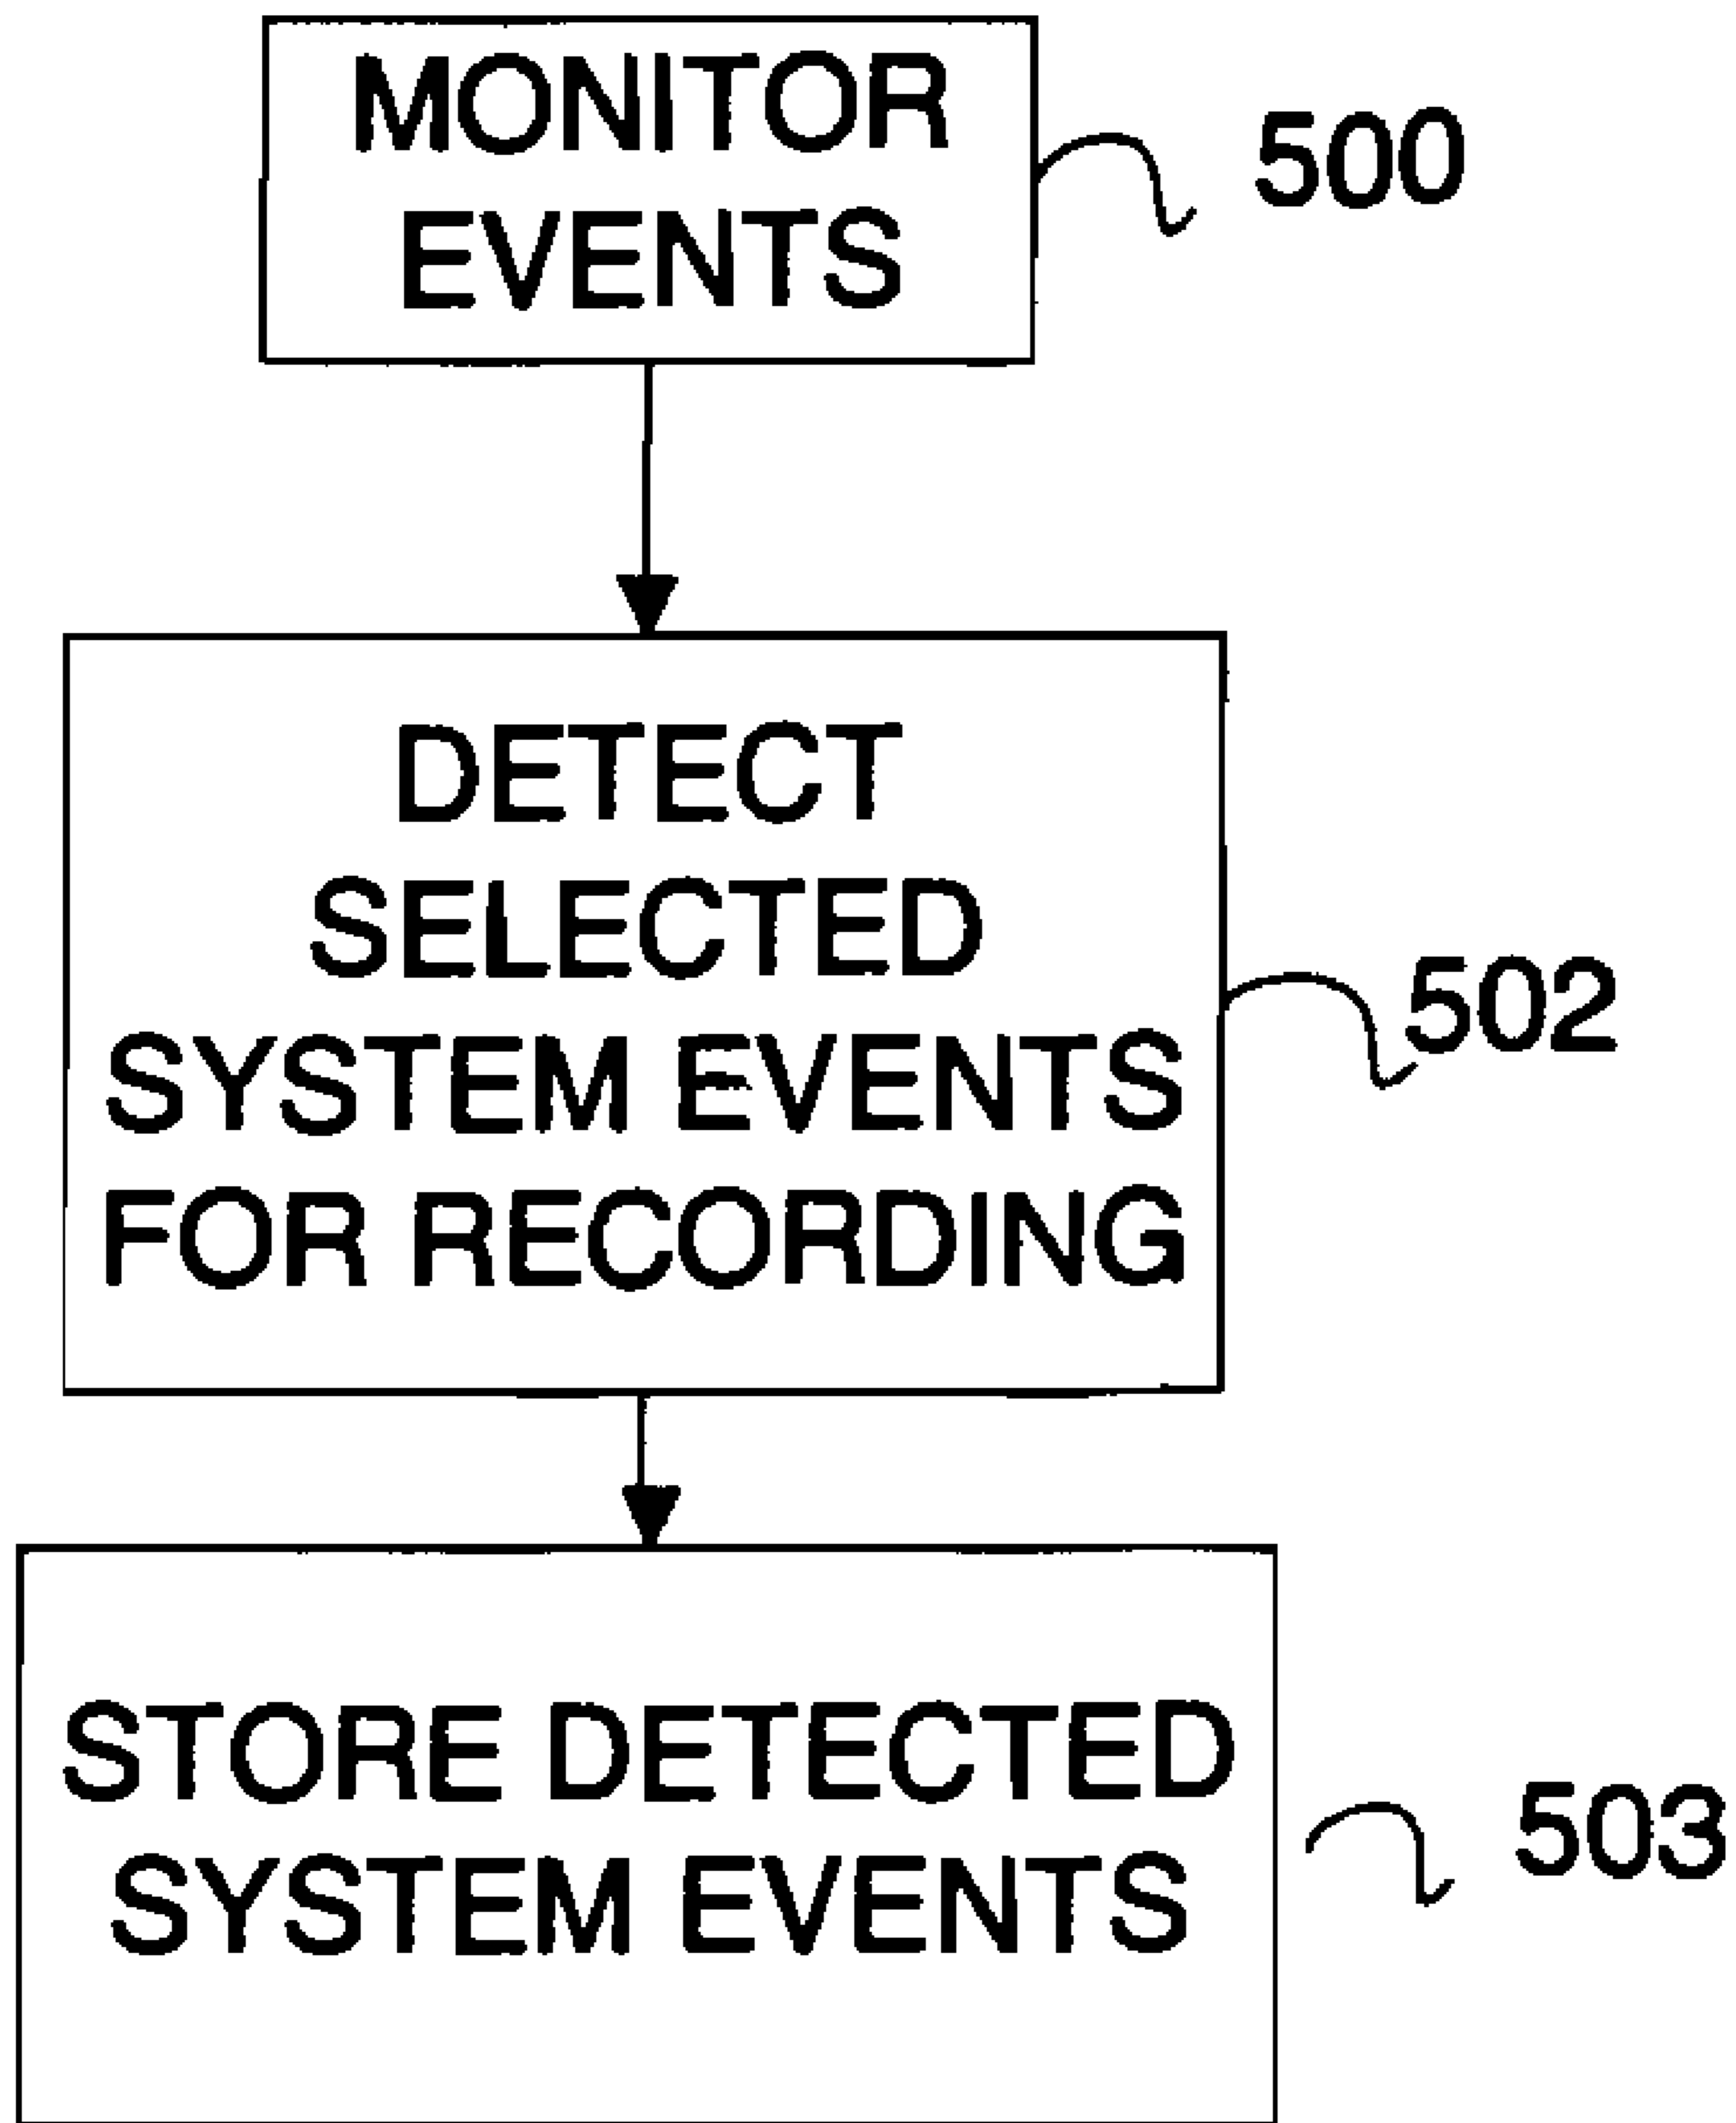 MONITOR
EVENTS
500
DETECT
SELECTED
SYSTEM EVENTS
FOR RECORDING
502
STORE DETECTED
SYSTEM EVENTS
503